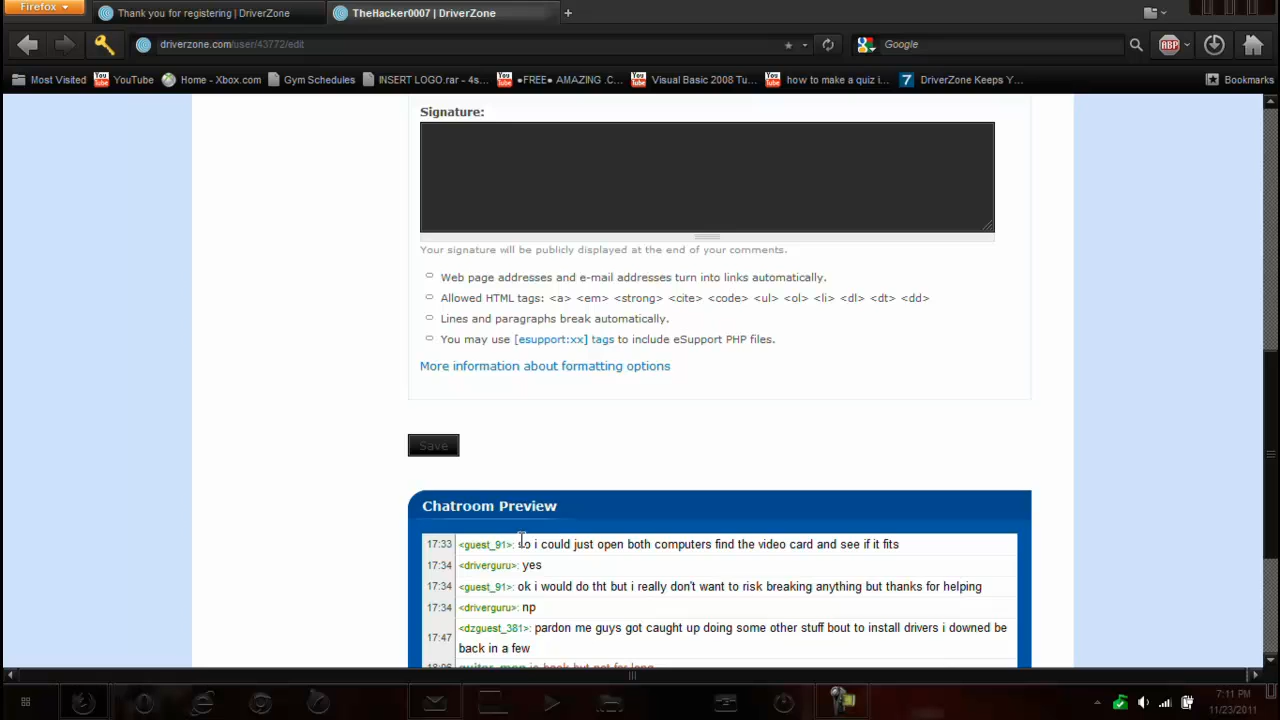 Firefox
Thank you for registering | DriverZone
TheHacker0007 | DriverZone
driverzone.com/user/43772/edit
Google
ABP
Most Visited
YouTube
Home - Xbox.com
Gym Schedules
INSERT LOGO.rar - 4s...
●FREE● AMAZING .C...
Visual Basic 2008 Tu...
how to make a quiz i...
DriverZone Keeps Y...
Bookmarks
Signature:
Your signature will be publicly displayed at the end of your comments.
Web page addresses and e-mail addresses turn into links automatically.
Allowed HTML tags: <a> <em> <strong> <cite> <code> <ul> <ol> <li> <dl> <dt> <dd>
Lines and paragraphs break automatically.
You may use [esupport:xx] tags to include eSupport PHP files.
More information about formatting options
Save
Chatroom Preview
17:33 <guest_91>: so i could just open both computers find the video card and see if it fits
17:34 <driverguru>: yes
17:34 <guest_91>: ok i would do tht but i really don't want to risk breaking anything but thanks for helping
17:34 <driverguru>: np
17:47 <dzguest_381>: pardon me guys got caught up doing some other stuff bout to install drivers i downed be
back in a few
7:11 PM
11/23/2011